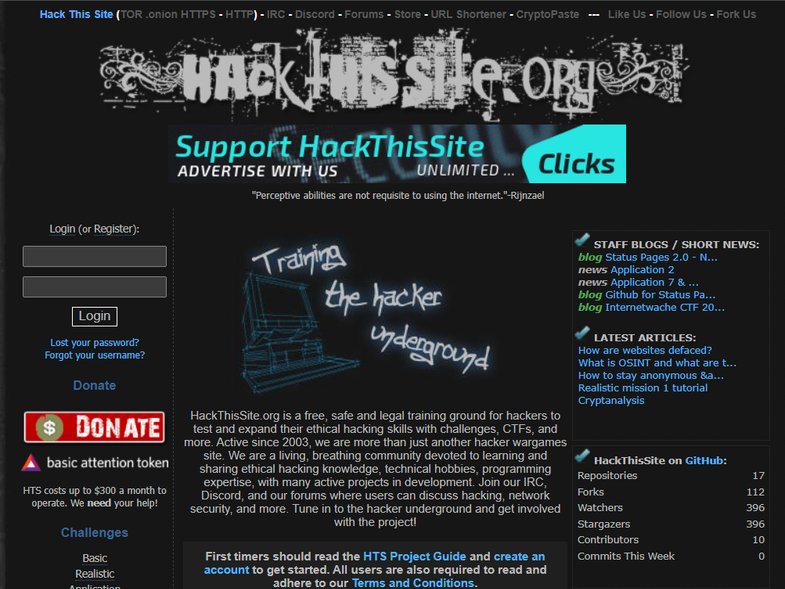 Hack This Site (TOR .onion HTTPS - HTTP) - IRC - Discord - Forums - Store - URL Shortener - CryptoPaste --- Like Us - Follow Us - Fork Us
HackThisSite.org
Support HackThisSite
ADVERTISE WITH US
UNLIMITED ...
Clicks
"Perceptive abilities are not requisite to using the internet."-Rijnzael
Login (or Register):
Login
Lost your password?
Forgot your username?
Donate
$ DONATE
basic attention token
HTS costs up to $300 a month to
operate. We need your help!
Challenges
Basic
Realistic
Application
Training
the hacker
underground
HackThisSite.org is a free, safe and legal training ground for hackers to
test and expand their ethical hacking skills with challenges, CTFs, and
more. Active since 2003, we are more than just another hacker wargames
site. We are a living, breathing community devoted to learning and
sharing ethical hacking knowledge, technical hobbies, programming
expertise, with many active projects in development. Join our IRC,
Discord, and our forums where users can discuss hacking, network
security, and more. Tune in to the hacker underground and get involved
with the project!
First timers should read the HTS Project Guide and create an
account to get started. All users are also required to read and
adhere to our Terms and Conditions.
STAFF BLOGS / SHORT NEWS:
blog Status Pages 2.0 - N...
news Application 2
news Application 7 & ...
blog Github for Status Pa...
blog Internetwache CTF 20...
LATEST ARTICLES:
How are websites defaced?
What is OSINT and what are t...
How to stay anonymous &a...
Realistic mission 1 tutorial
Cryptanalysis
HackThisSite on GitHub:
Repositories 17
Forks 112
Watchers 396
Stargazers 396
Contributors 10
Commits This Week 0